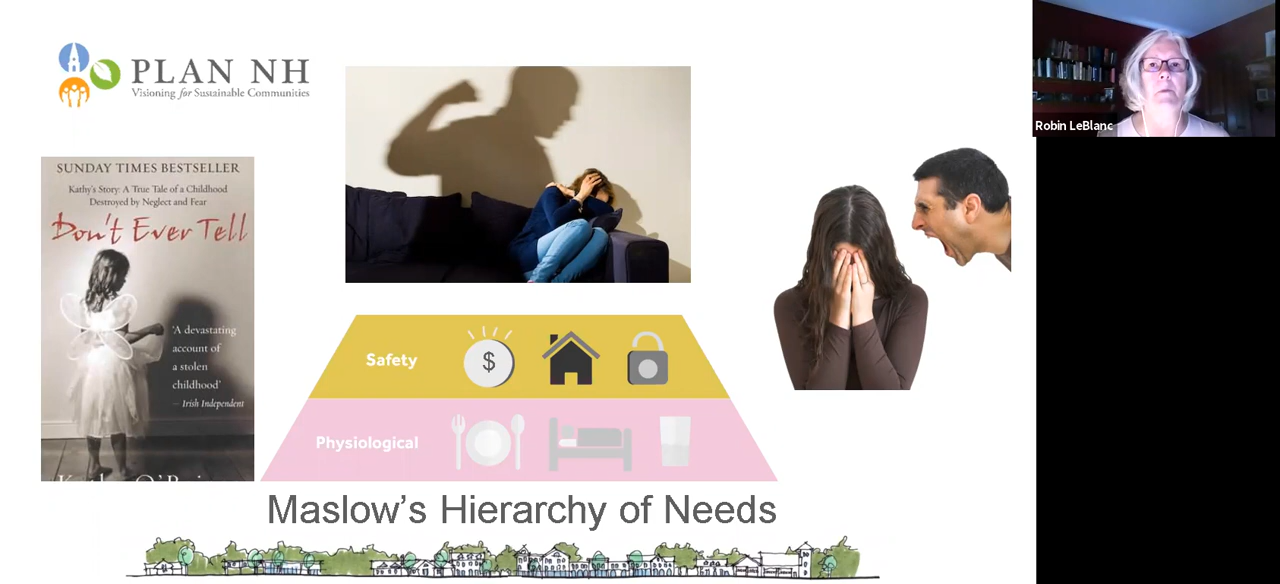 PLAN NH
Visioning for Sustainable Communities
SUNDAY TIMES BESTSELLER
Kathy's Story: A True Tale of a Childhood
Destroyed by Neglect and Fear
Don't Ever Tell
'A devastating
account of
a stolen
childhood'
– Irish Independent
Safety
$
Physiological
Maslow's Hierarchy of Needs
Robin LeBlanc